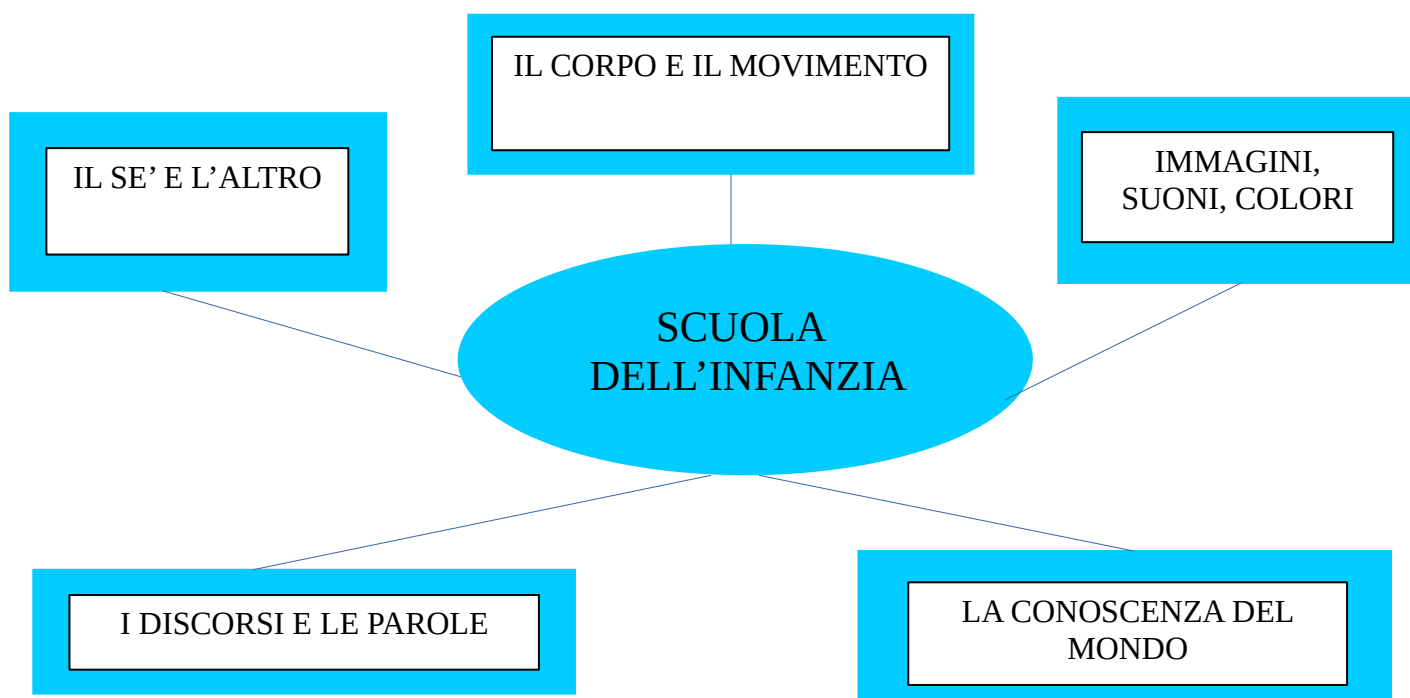 IL CORPO E IL MOVIMENTO
IL SE’ E L’ALTRO
IMMAGINI,
SUONI, COLORI
SCUOLA
DELL’INFANZIA
I DISCORSI E LE PAROLE
LA CONOSCENZA DEL
MONDO